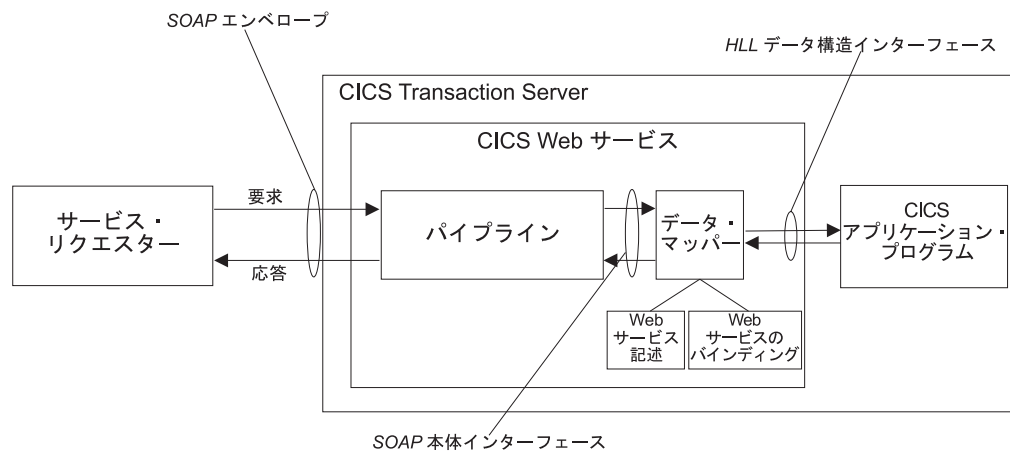 SOAP エンベロープ
HLL データ構造インターフェース
CICS Transaction Server
CICS Web サービス
サービス・
リクエスター
要求
応答
パイプライン
データ・
マッパー
CICS
アプリケーション・
プログラム
Web
サービス
記述
Web
サービスの
バインディング
SOAP 本体インターフェース